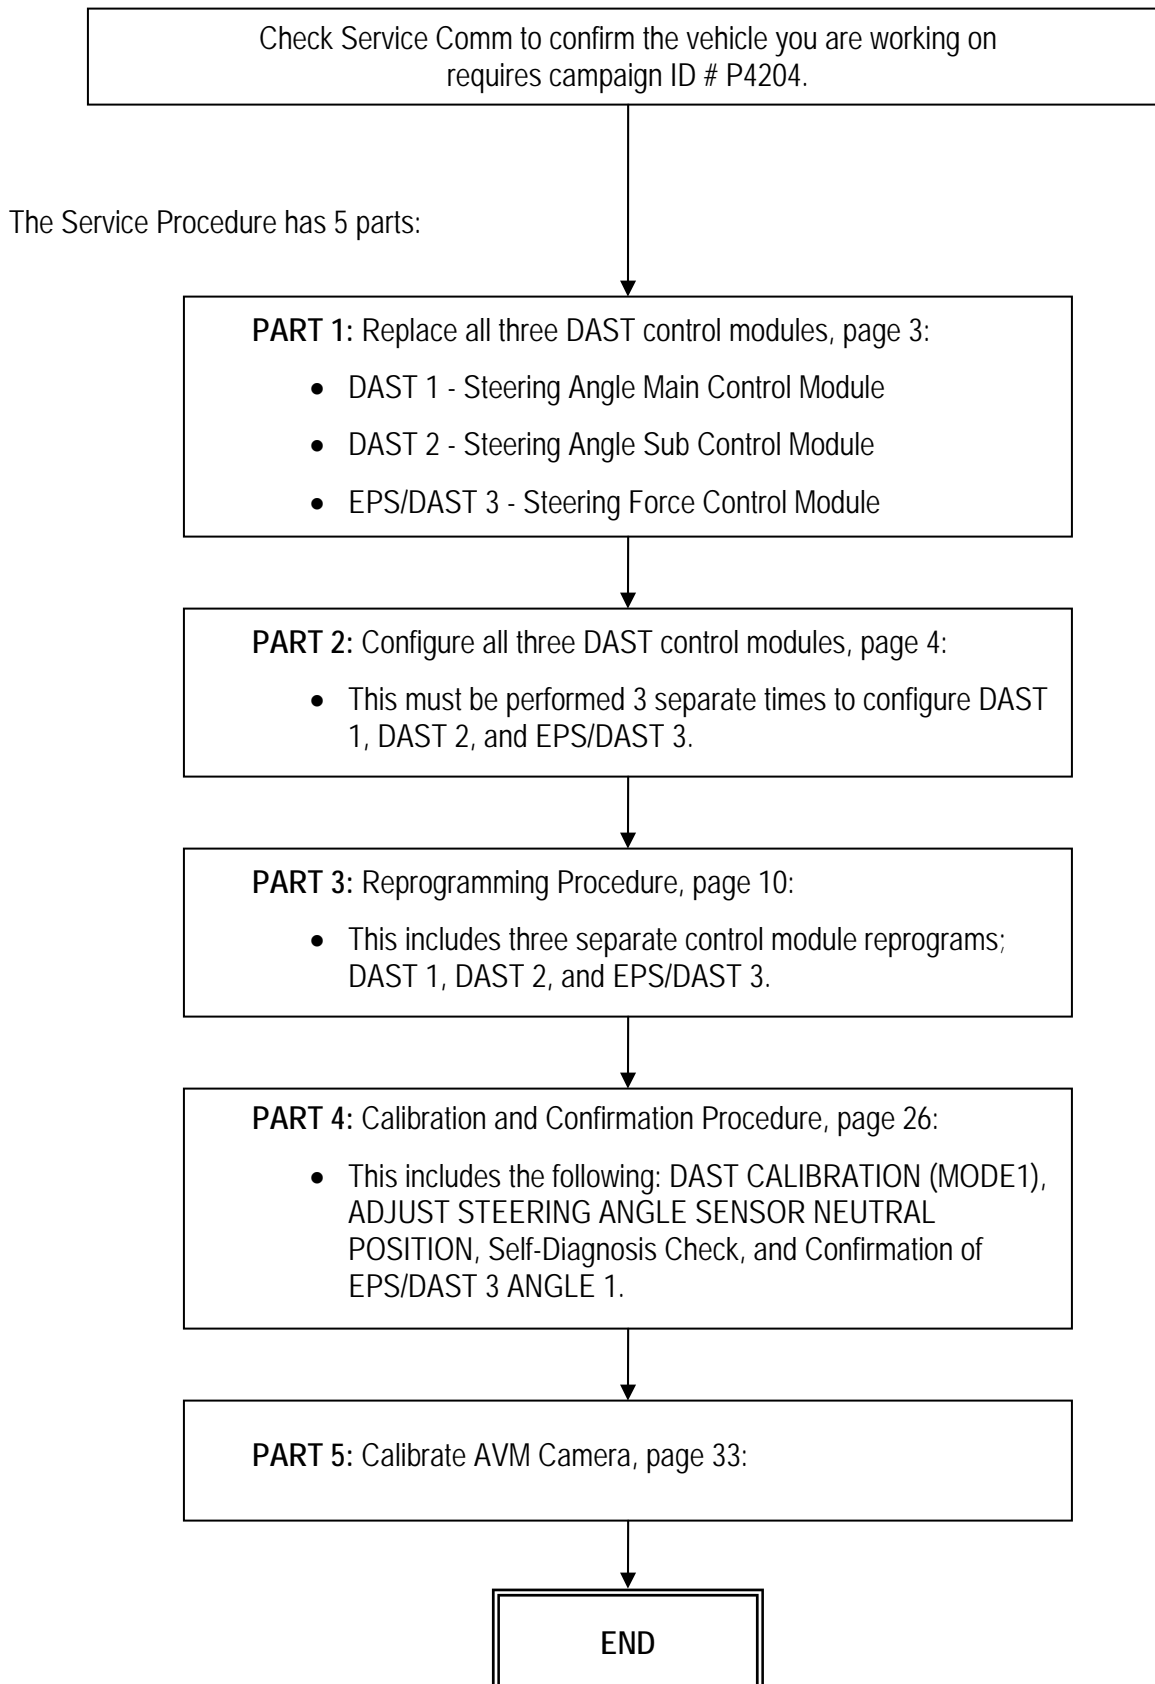 Check Service Comm to confirm the vehicle you are working on
requires campaign ID # P4204.
The Service Procedure has 5 parts:
PART 1: Replace all three DAST control modules, page 3:
• DAST 1 - Steering Angle Main Control Module
• DAST 2 - Steering Angle Sub Control Module
• EPS/DAST 3 - Steering Force Control Module
PART 2: Configure all three DAST control modules, page 4:
• This must be performed 3 separate times to configure DAST
1, DAST 2, and EPS/DAST 3.
PART 3: Reprogramming Procedure, page 10:
• This includes three separate control module reprograms;
DAST 1, DAST 2, and EPS/DAST 3.
PART 4: Calibration and Confirmation Procedure, page 26:
• This includes the following: DAST CALIBRATION (MODE1),
ADJUST STEERING ANGLE SENSOR NEUTRAL
POSITION, Self-Diagnosis Check, and Confirmation of
EPS/DAST 3 ANGLE 1.
PART 5: Calibrate AVM Camera, page 33:
END